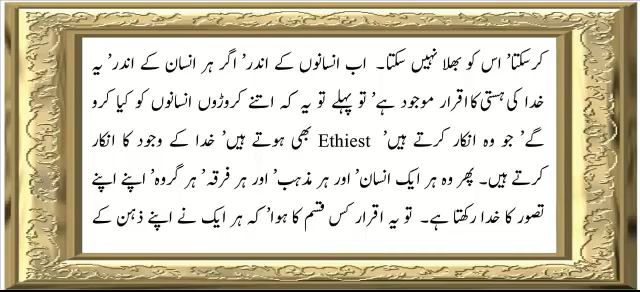 کرسکتا’ اس کو بھلا نہیں سکتا۔ اب انسانوں کے اندر’ اگر ہر انسان کے اندر’ یہ
خدا کی ہستی کا اقرار موجود ہے’ تو پہلے تو یہ کہ اتنے کروڑوں انسانوں کو کیا کرو
گے’ جو وہ انکار کرتے ہیں’ Ethiest بھی ہوتے ہیں’ خدا کے وجود کا انکار
کرتے ہیں۔ پھر وہ ہر ایک انسان’ اور ہر مذہب’ اور ہر فرقہ’ ہر گروہ’ اپنے اپنے
تصور کا خدا رکھتا ہے۔ تو یہ اقرار کس قسم کا ہوا’ کہ ہر ایک نے اپنے ذہن کے